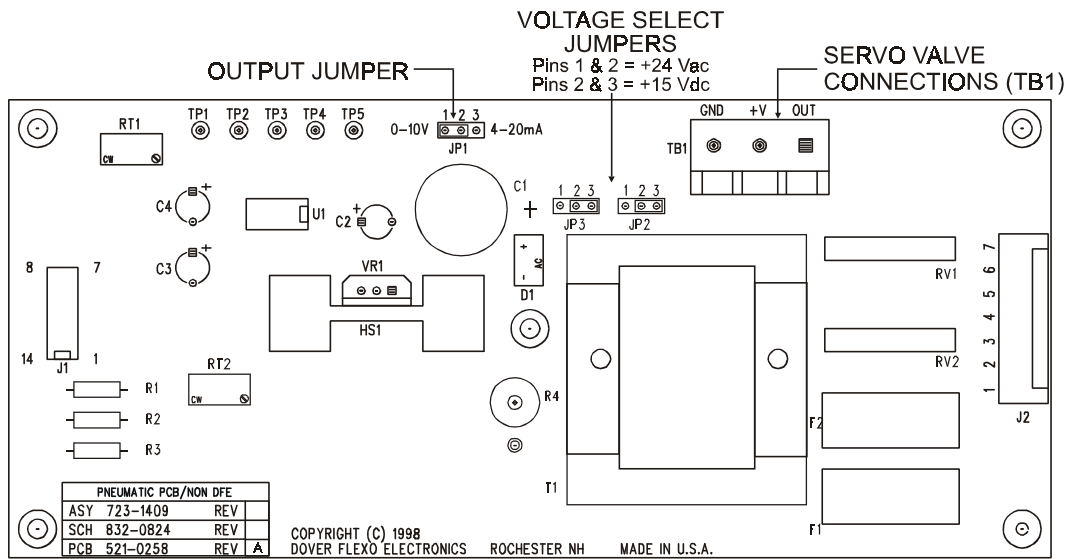 VOLTAGE SELECT
JUMPERS
Pins 1 & 2 = +24 Vac
Pins 2 & 3 = +15 Vdc
OUTPUT JUMPER
SERVO VALVE
CONNECTIONS (TB1)
RT1
CW
TP1 TP2 TP3 TP4 TP5
1 2 3
0-10V 4-20mA
JP1
GND +V OUT
TB1
C4 +
U1
C2 +
C1 +
1 2 3
JP3
1 2 3
JP2
C3 +
+
-
AC
D1
VR1
HS1
8 7
14 1
J1
RT2
CW
R1
R2
R3
R4
T1
RV1
RV2
F2
F1
7
6
5
4
3
2
1
J2
PNEUMATIC PCB/NON DFE
ASY 723-1409 REV
SCH 832-0824 REV
PCB 521-0258 REV A
COPYRIGHT (C) 1998
DOVER FLEXO ELECTRONICS ROCHESTER NH MADE IN U.S.A.